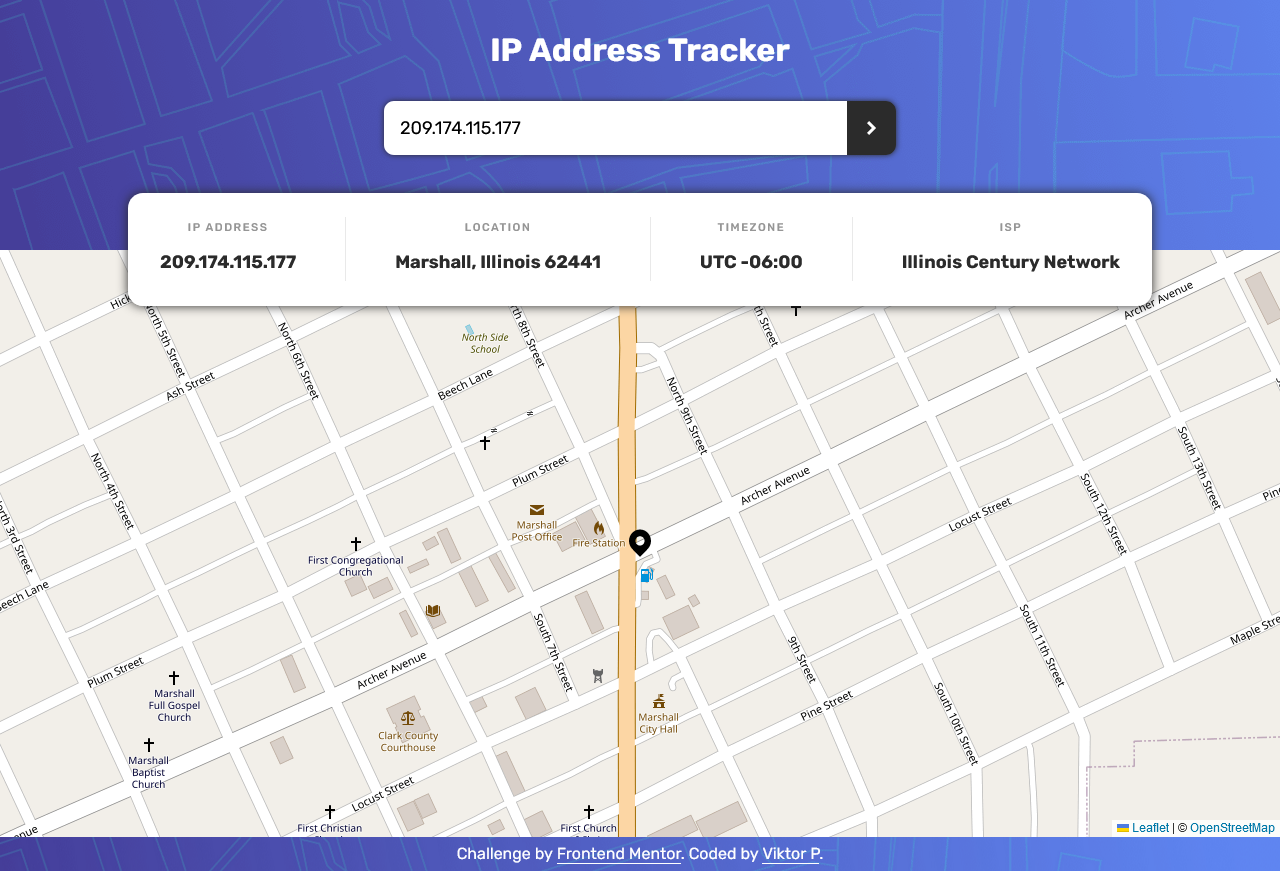 IP Address Tracker
209.174.115.177
IP ADDRESS
209.174.115.177
LOCATION
Marshall, Illinois 62441
TIMEZONE
UTC -06:00
ISP
Illinois Century Network
Hick
North 5th Street
North 6th Street
North 8th Street
North Side
School
Beech Lane
Ash Street
North 9th Street
Archer Avenue
North 4th Street
North 3rd Street
Plum Street
Archer Avenue
Locust Street
South 12th Street
South 13th Street
Marshall
Post Office
Fire Station
First Congregational
Church
Beech Lane
Plum Street
Archer Avenue
South 7th Street
9th Street
South 11th Street
Maple Stre
Marshall
Full Gospel
Church
Marshall
Baptist
Church
Clark County
Courthouse
Marshall
City Hall
Pine Street
South 10th Street
Locust Street
First Christian
First Church
Leaflet | © OpenStreetMap
Challenge by Frontend Mentor. Coded by Viktor P.